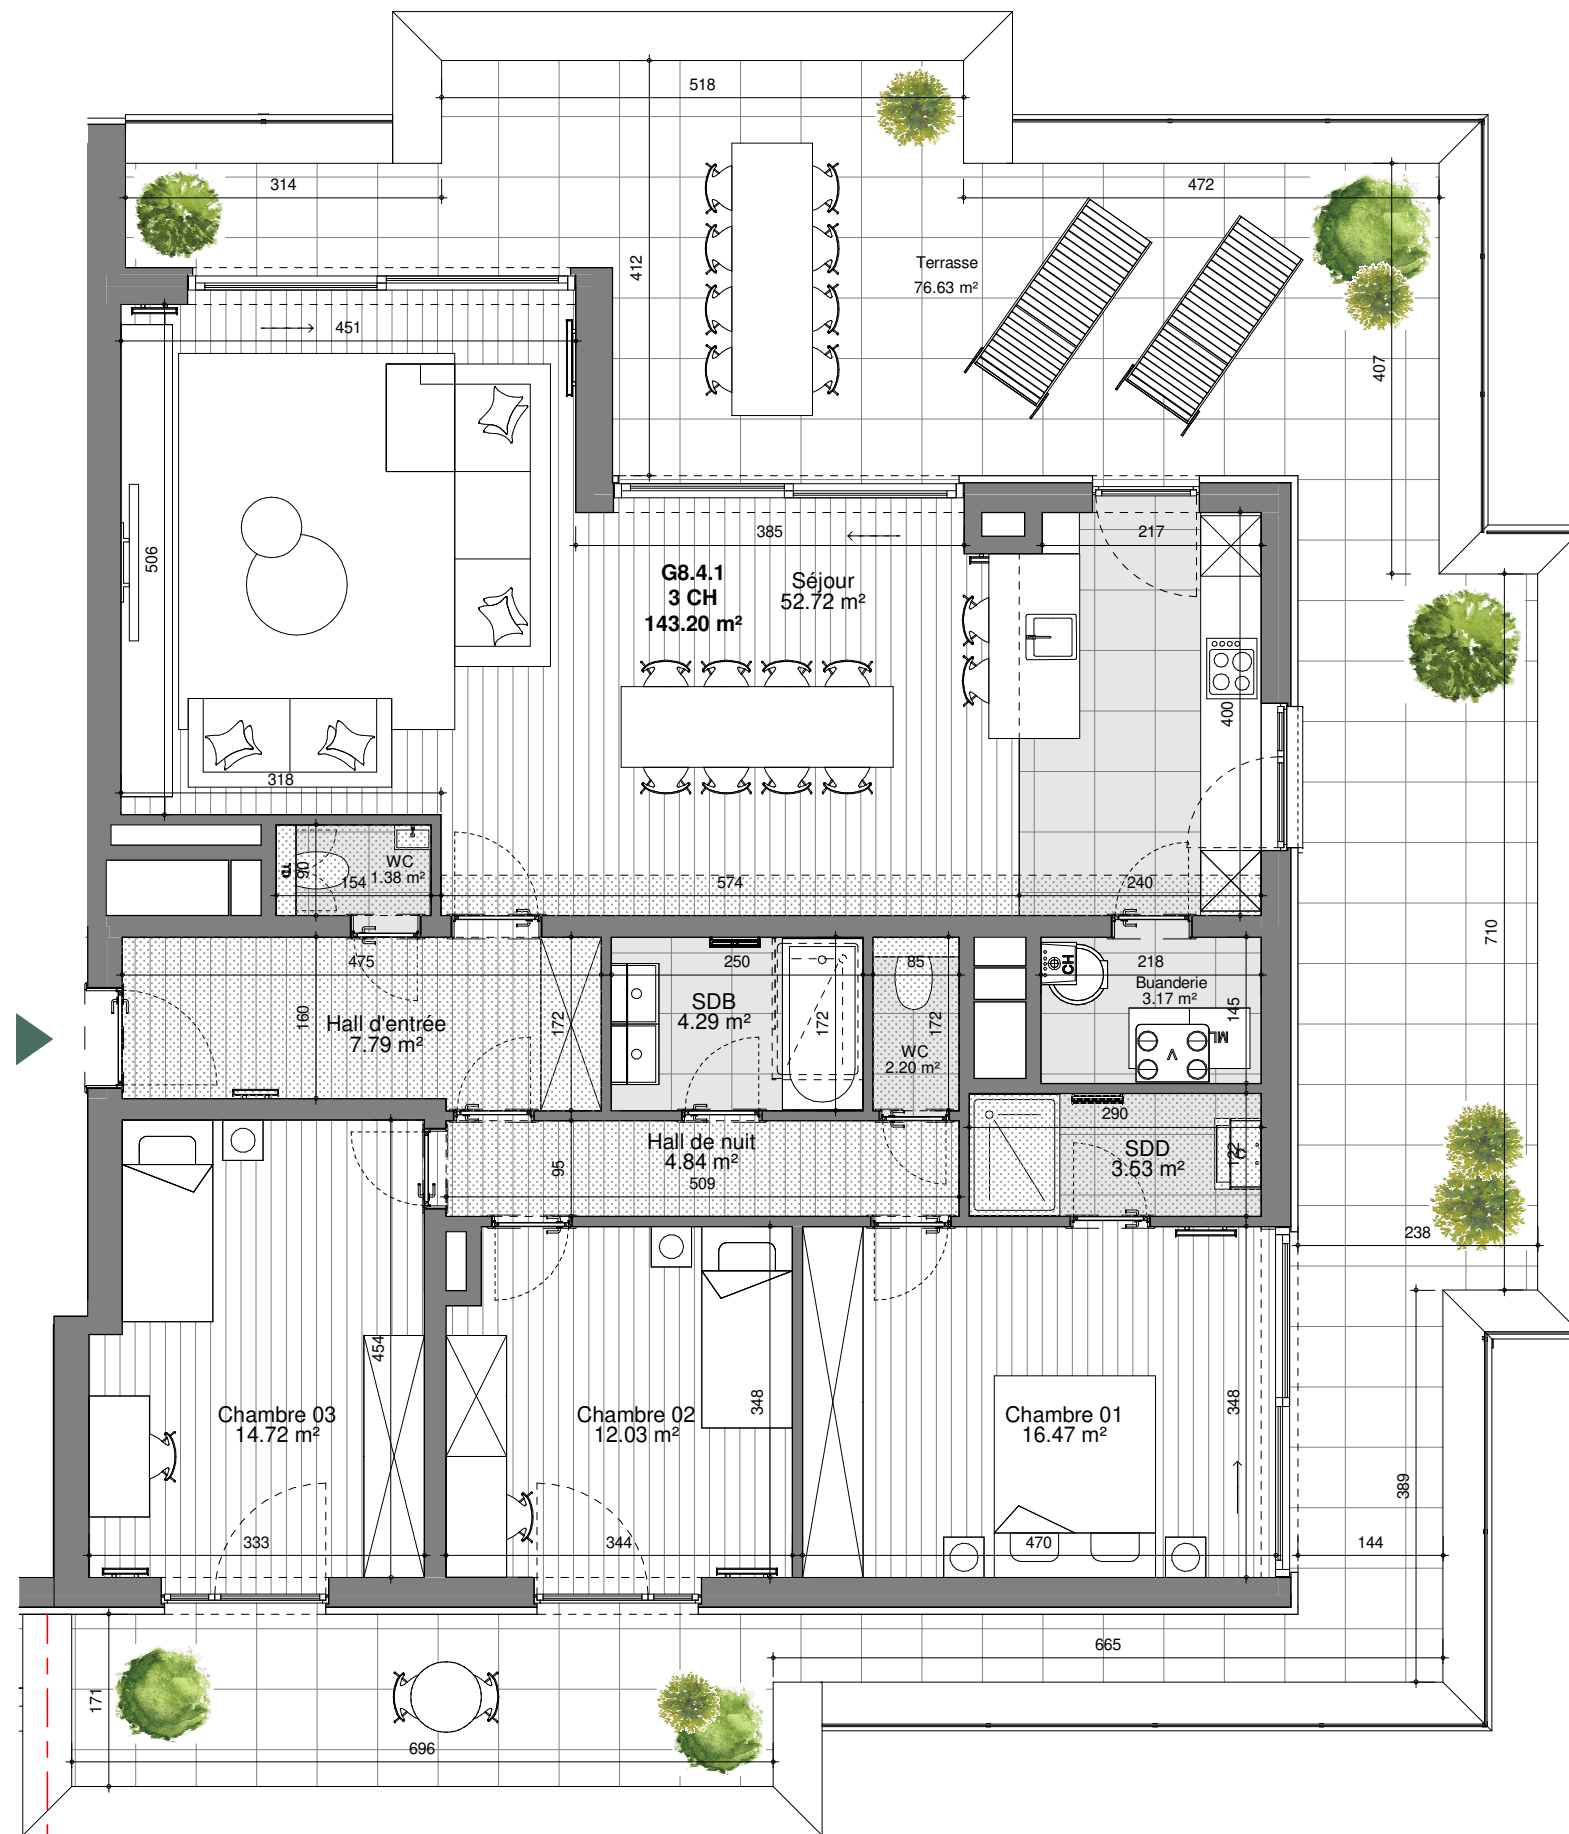 518
314
472
Terrasse
76.63 m²
412
451
407
385
217
G8.4.1
3 CH
143.20 m²
Séjour
52.72 m²
506
400
318
WC
1.38 m²
TD
90
154
574
240
710
475
250
85
218
CH
Buanderie
3.17 m²
145
160
Hall d'entrée
7.79 m²
172
SDB
4.29 m²
172
172
WC
2.20 m²
ML
V
290
Hall de nuit
4.84 m²
95
509
SDD
3.53 m²
122
238
454
348
348
Chambre 03
14.72 m²
Chambre 02
12.03 m²
Chambre 01
16.47 m²
389
333
344
470
144
665
171
696